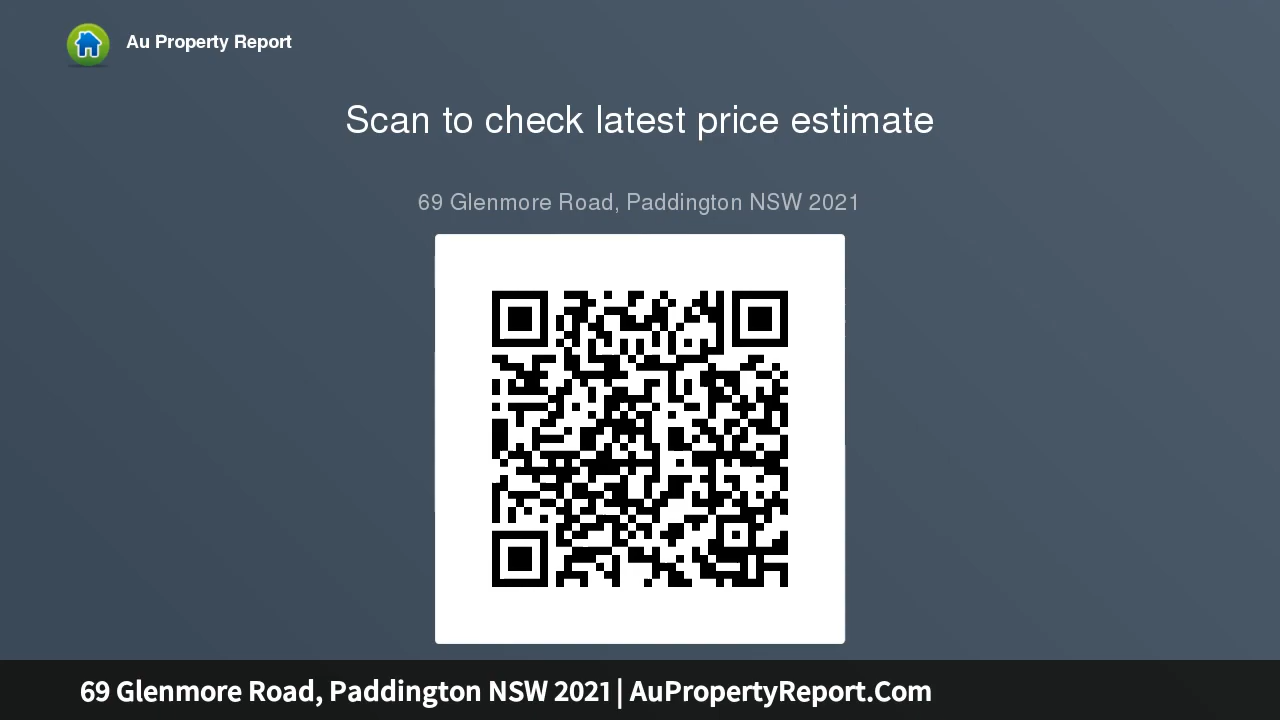 Au Property Report
Scan to check latest price estimate
69 Glenmore Road, Paddington NSW 2021
69 Glenmore Road, Paddington NSW 2021 | AuPropertyReport.Com